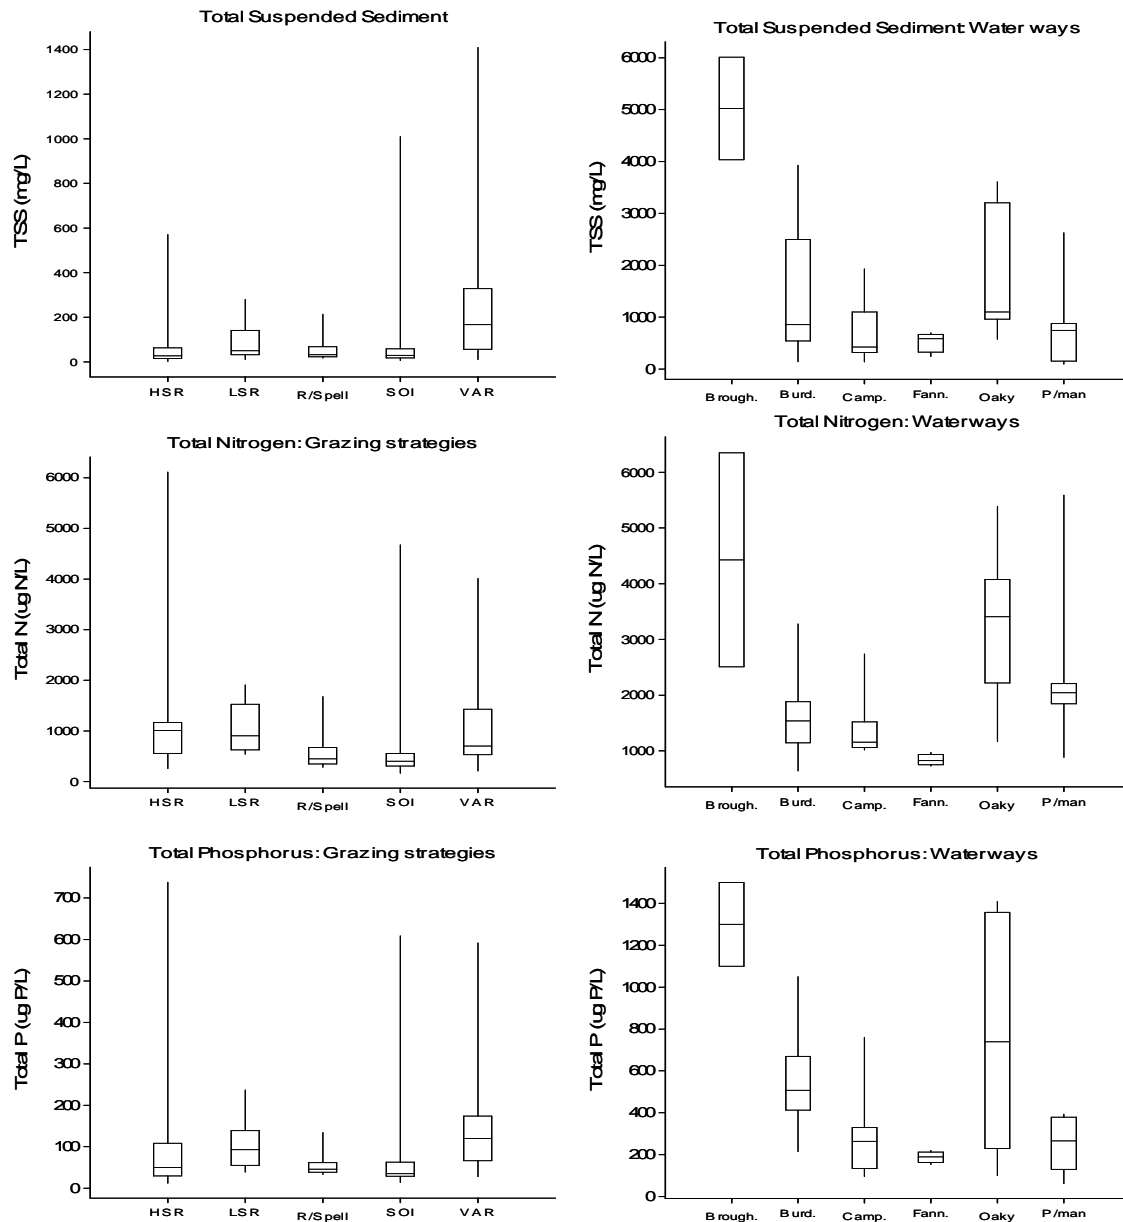 Total Suspended Sediment
TSS (mg/L)
1400
1200
1000
800
600
400
200
0
HSR LSR R/Spell SOI VAR
Total Suspended Sediment: Water ways
TSS (mg/L)
6000
5000
4000
3000
2000
1000
0
Brough. Burd. Camp. Fann. Oaky P/man
Total Nitrogen: Grazing strategies
Total N (ug N/L)
6000
5000
4000
3000
2000
1000
0
HSR LSR R/Spell SOI VAR
Total Nitrogen: Waterways
Total N (ug N/L)
6000
5000
4000
3000
2000
1000
Brough. Burd. Camp. Fann. Oaky P/man
Total Phosphorus: Grazing strategies
Total P (ug P/L)
700
600
500
400
300
200
100
0
HSR LSR R/Spell SOI VAR
Total Phosphorus: Waterways
Total P (ug P/L)
1400
1200
1000
800
600
400
200
0
Brough. Burd. Camp. Fann. Oaky P/man